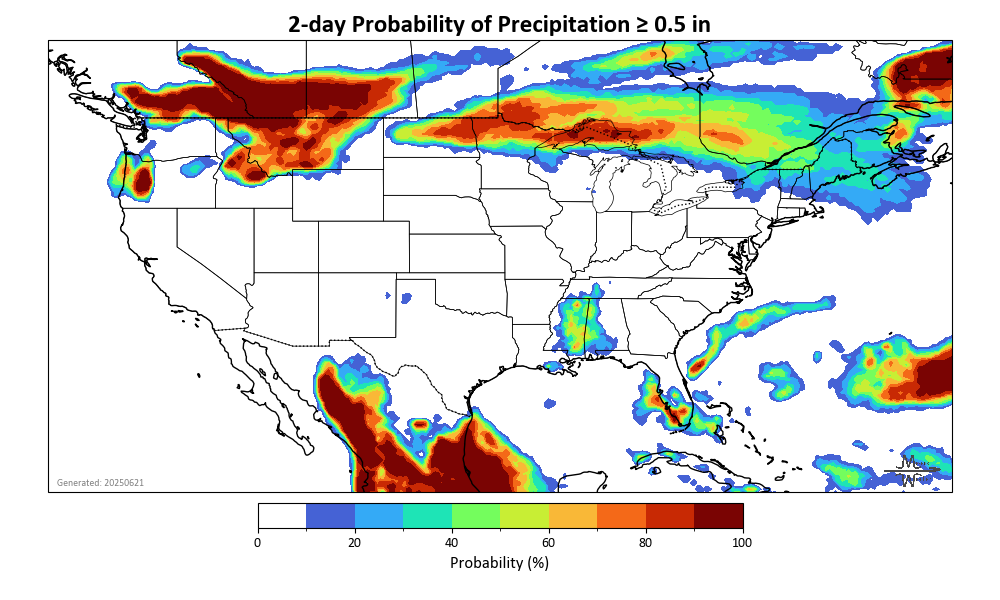 2-day Probability of Precipitation ≥ 0.5 in
Generated: 20250621
0 20 40 60 80 100
Probability (%)